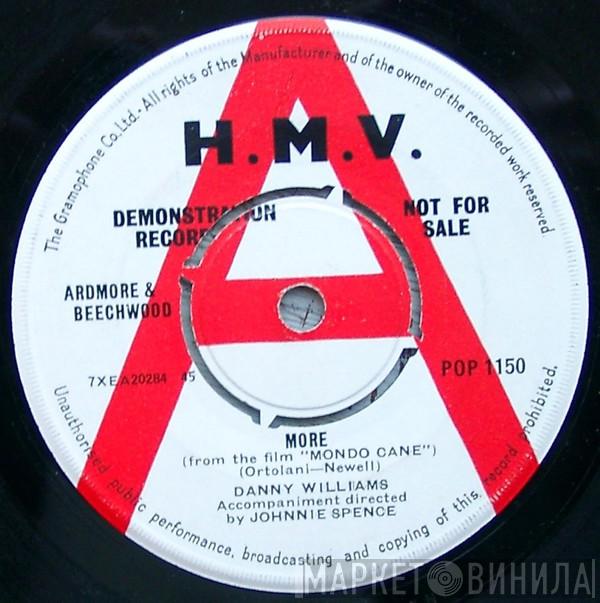 The Gramophone Co. Ltd.-All rights of the Manufacturer and of the owner of the recorded work reserved.
H.M.V.
DEMONSTRATION
RECORD
NOT FOR
SALE
ARDMORE &
BEECHWOOD
7XEA20284 45
POP 1150
MORE
(from the film "MONDO CANE")
(Ortolani—Newell)
DANNY WILLIAMS
Accompaniment directed
by JOHNNIE SPENCE
Unauthorised public performance, broadcasting and copying of this record prohibited.
A
МАРКЕТ ВИНИЛА